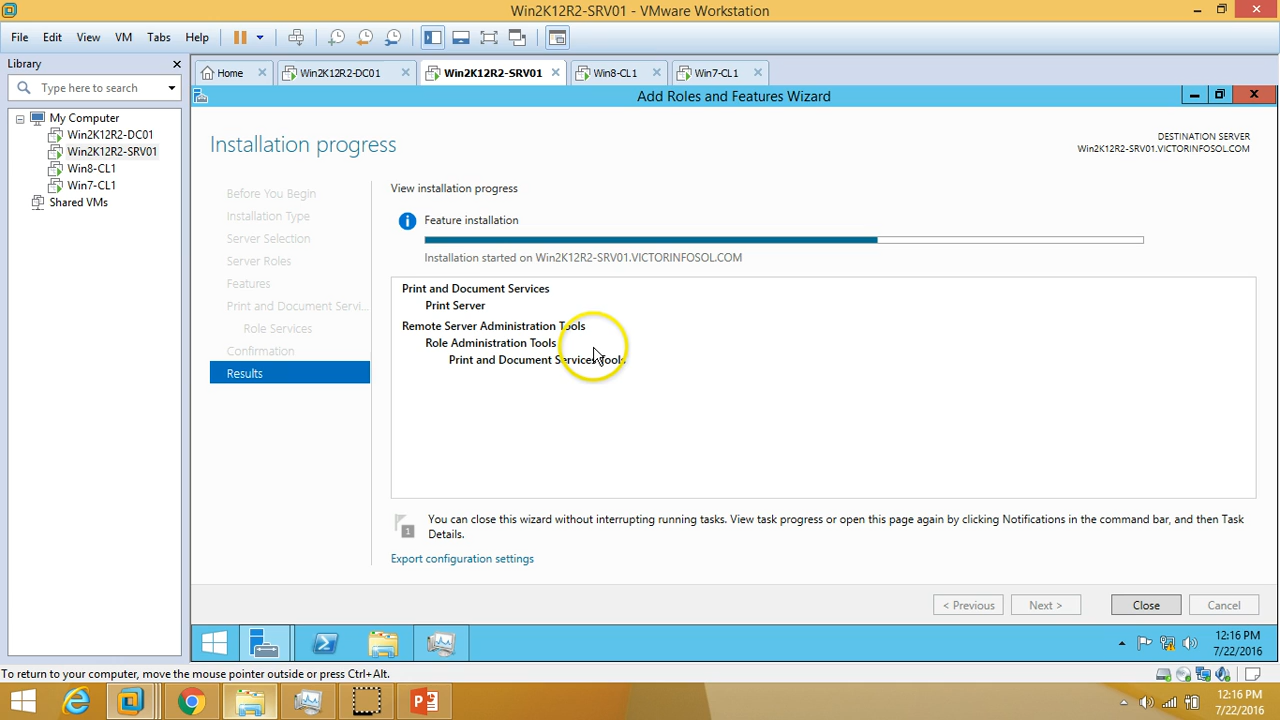 Win2K12R2-SRV01 - VMware Workstation
File Edit View VM Tabs Help
Library
Type here to search
My Computer
Win2K12R2-DC01
Win2K12R2-SRV01
Win8-CL1
Win7-CL1
Shared VMs
Home Win2K12R2-DC01 Win2K12R2-SRV01 Win8-CL1 Win7-CL1
Add Roles and Features Wizard
Installation progress
DESTINATION SERVER
Win2K12R2-SRV01.VICTORINFOSOL.COM
Before You Begin
Installation Type
Server Selection
Server Roles
Features
Print and Document Servi...
Role Services
Confirmation
Results
View installation progress
Feature installation
Installation started on Win2K12R2-SRV01.VICTORINFOSOL.COM
Print and Document Services
Print Server
Remote Server Administration Tools
Role Administration Tools
Print and Document Services Tools
1
You can close this wizard without interrupting running tasks. View task progress or open this page again by clicking Notifications in the command bar, and then Task
Details.
Export configuration settings
< Previous Next > Close Cancel
12:16 PM
7/22/2016
To return to your computer, move the mouse pointer outside or press Ctrl+Alt.
12:16 PM
7/22/2016